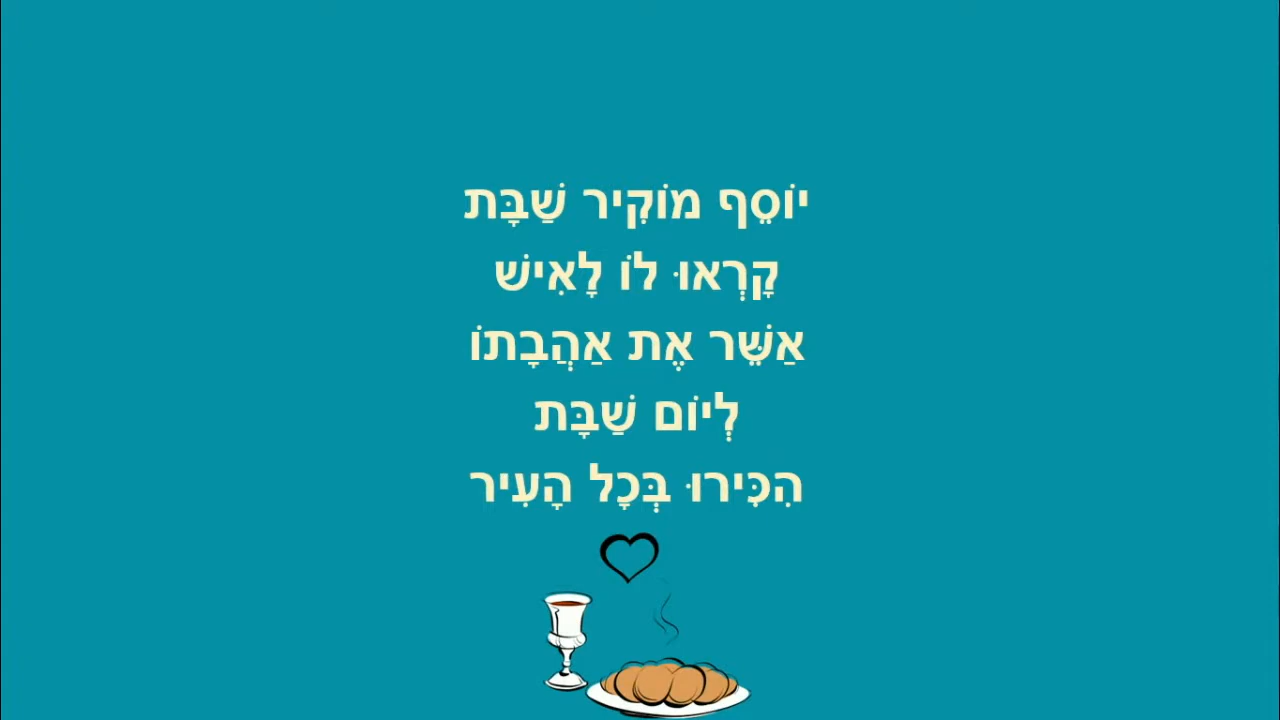 יוֹסֵף מוֹקִיר שַׁבָּת
קָרְאוּ לוֹ לָאִישׁ
אַשֵּׁר אֶת אַהֲבָתוֹ
לְיוֹם שַׁבָּת
הִכִּירוּ בְּכָל הָעִיר